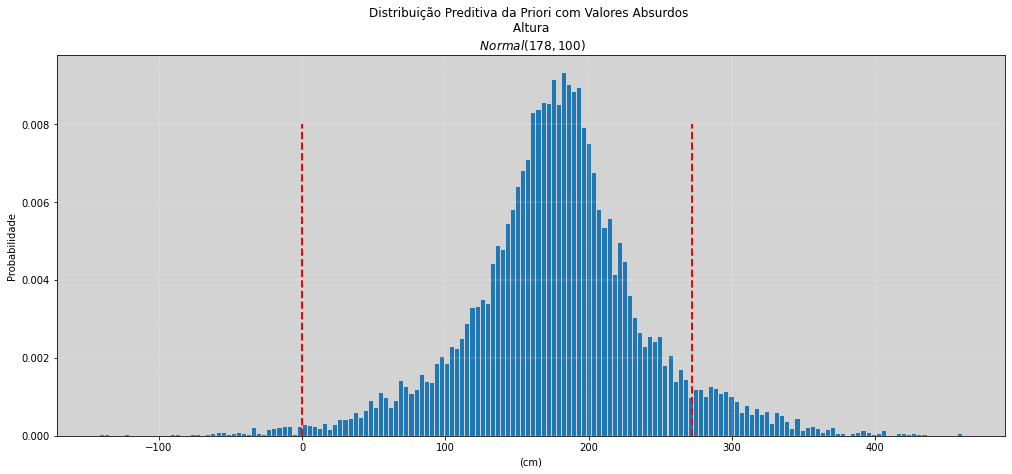 Distribuição Preditiva da Priori com Valores Absurdos
Altura
Normal(178, 100)
0.008
0.006
0.004
0.002
0.000
Probabilidade
−100
0
100
200
300
400
(cm)